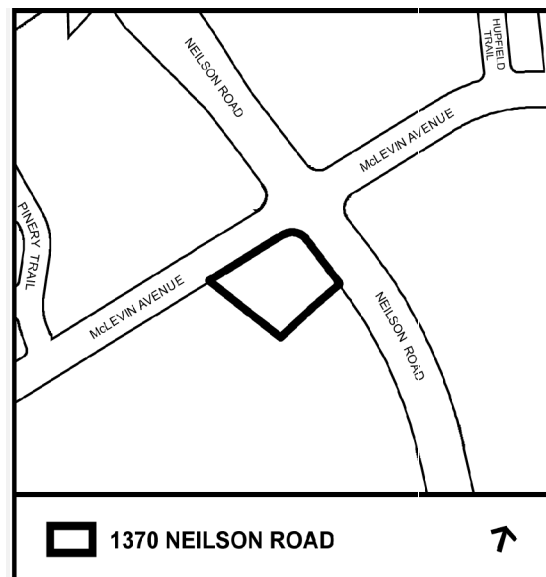 NEILSON ROAD
HUPFIELD
TRAIL
McLEVIN AVENUE
PINERY TRAIL
McLEVIN AVENUE
NEILSON ROAD
1370 NEILSON ROAD